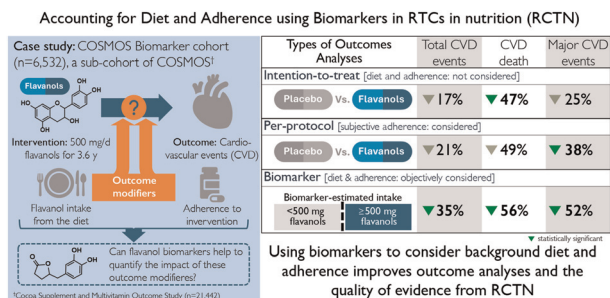 Accounting for Diet and Adherence using Biomarkers in RTCs in nutrition (RCTN)
Case study: COSMOS Biomarker cohort
(n=6,532), a sub-cohort of COSMOS†
Flavanols
OH
OH
HO
O
OH
OH
?
Intervention: 500 mg/d
flavanols for 3.6 y
Outcome: Cardio-
vascular events (CVD)
Outcome
modifiers
Flavanol intake
from the diet
Adherence to
intervention
O
O
OH
OH
Can flavanol biomarkers help to
quantify the impact of these
outcome modifiers?
†Cocoa Supplement and Multivitamin Outcome Study (n=21,442)
Types of Outcomes
Analyses
Total CVD
events
CVD
death
Major CVD
events
Intention-to-treat [diet and adherence: not considered]
Placebo Vs. Flavanols ▼17% ▼47% ▼25%
Per-protocol [subjective adherence: considered]
Placebo Vs. Flavanols ▼21% ▼49% ▼38%
Biomarker [diet & adherence: objectively considered]
Biomarker-estimated intake
<500 mg
flavanols
≥500 mg
flavanols
▼35% ▼56% ▼52%
▼ statistically significant
Using biomarkers to consider background diet and
adherence improves outcome analyses and the
quality of evidence from RCTN